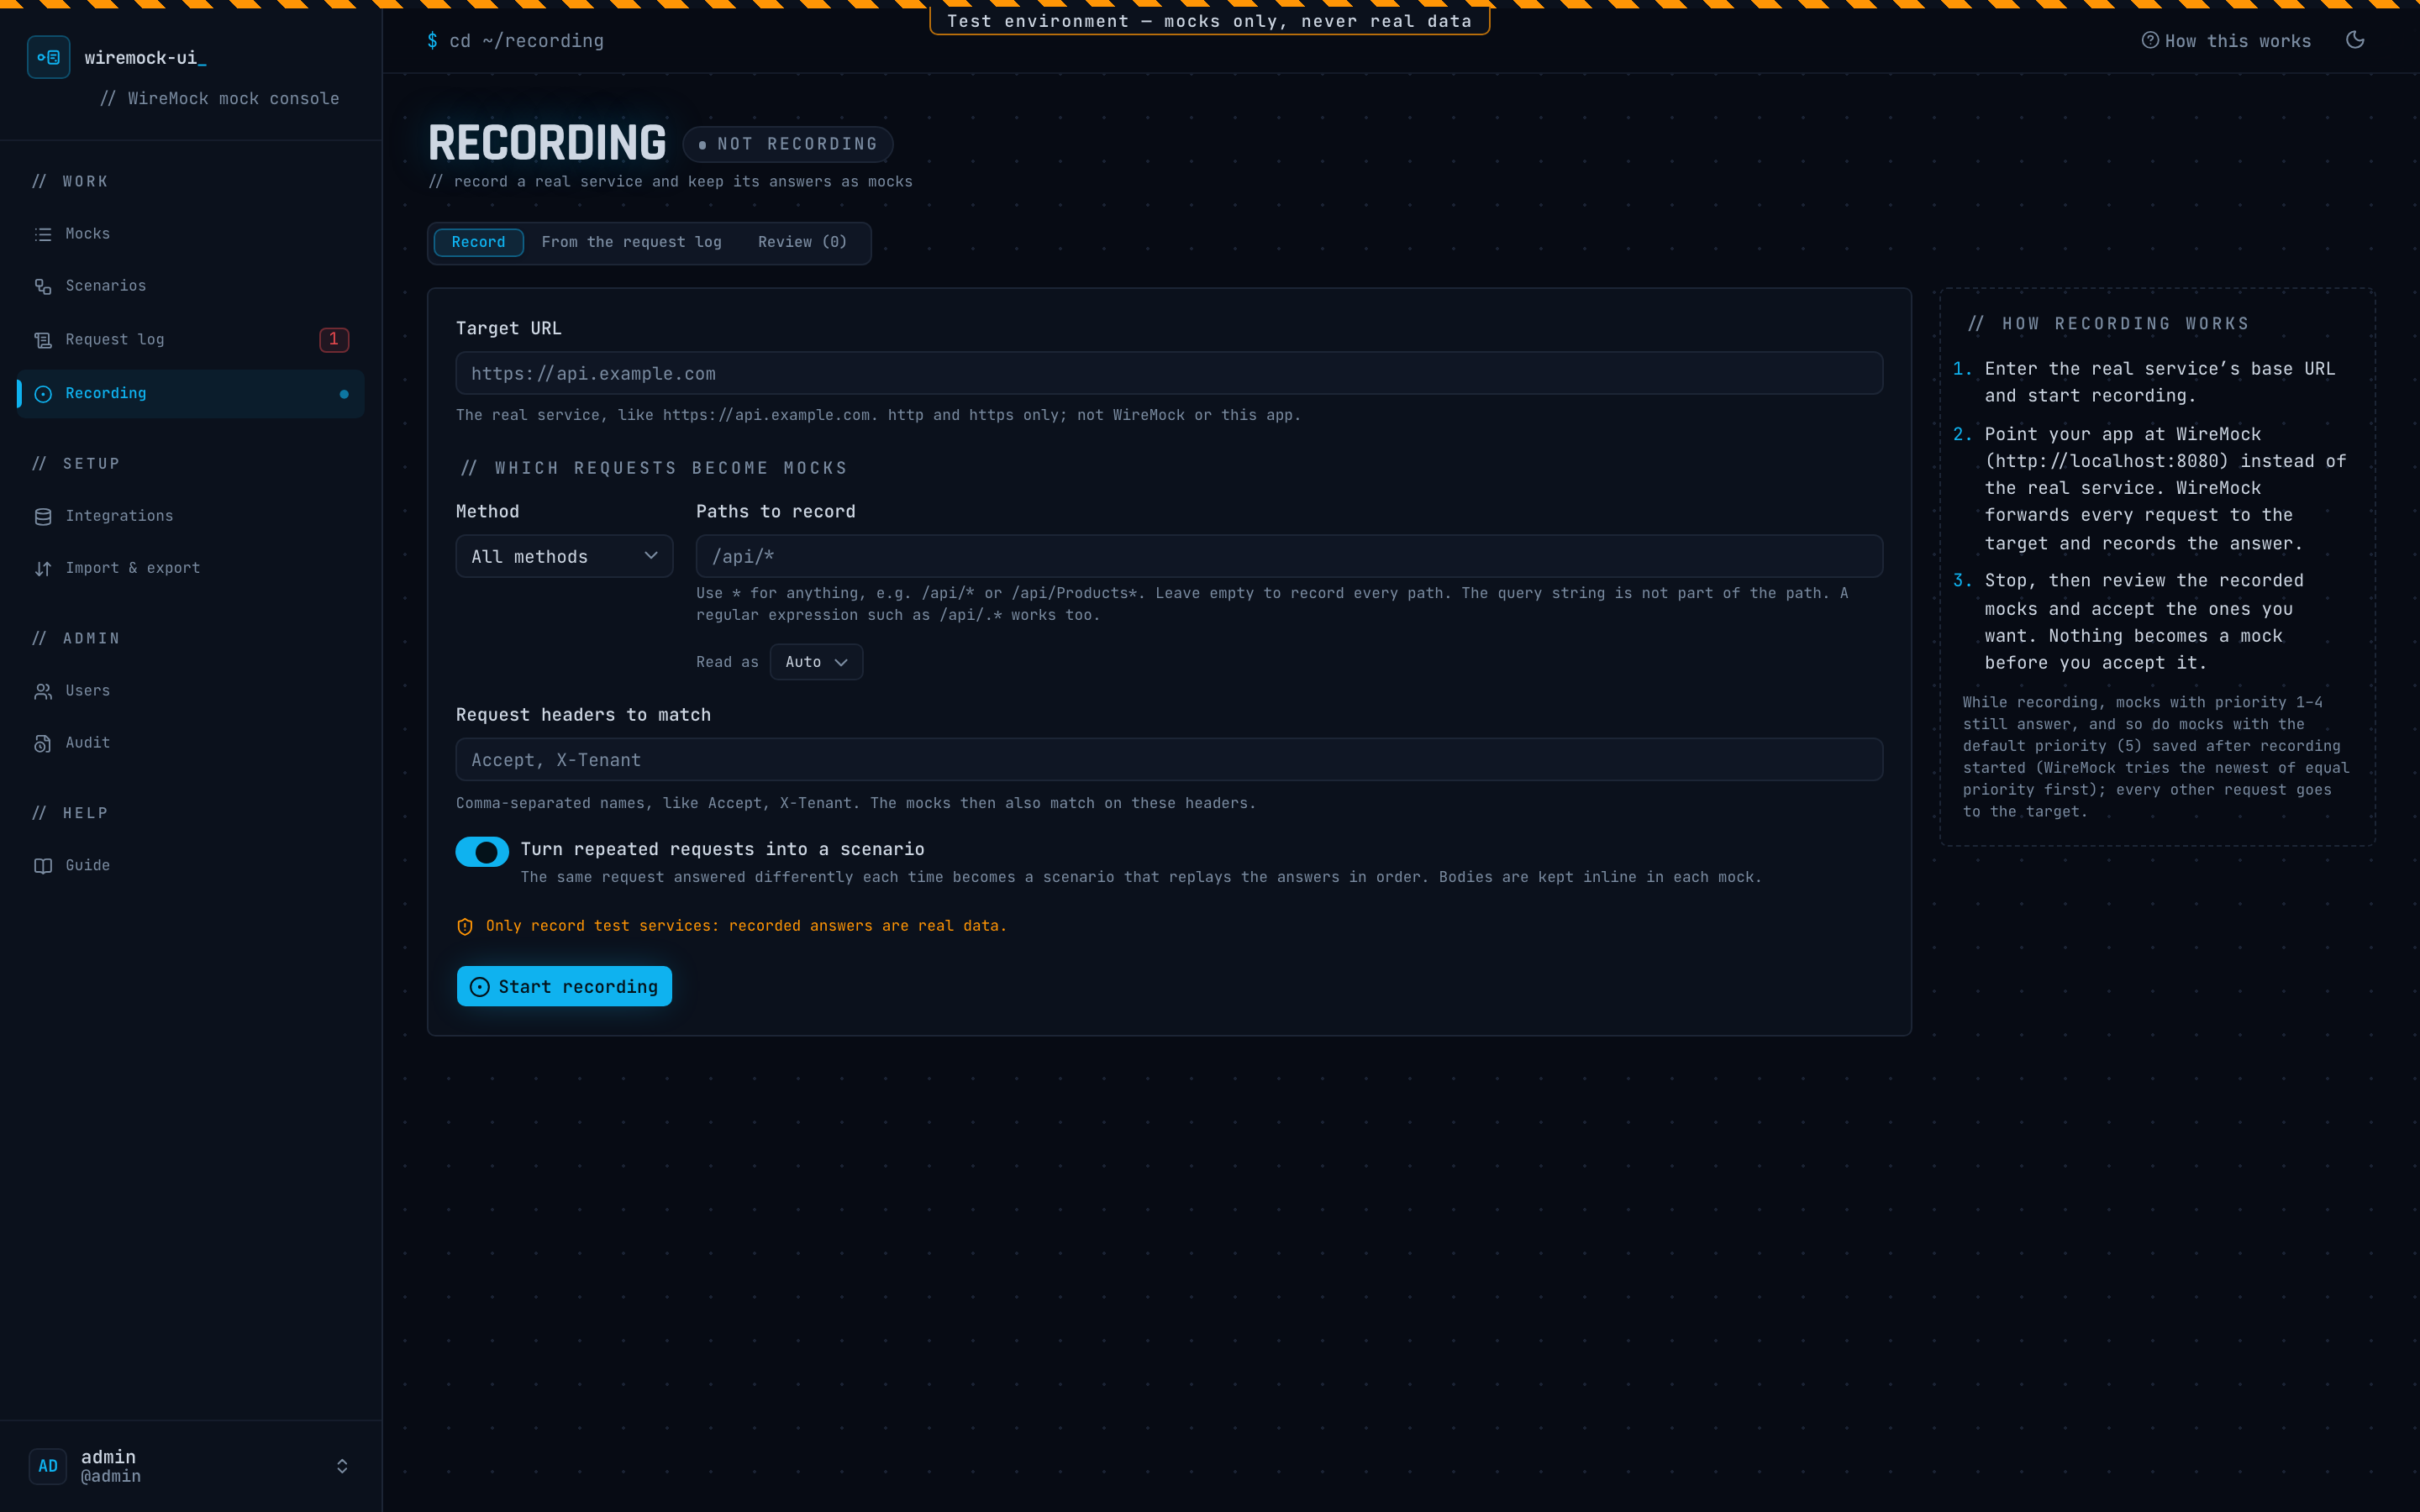 Test environment — mocks only, never real data
wiremock-ui_
// WireMock mock console
// WORK
Mocks
Scenarios
Request log 1
Recording
// SETUP
Integrations
Import & export
// ADMIN
Users
Audit
// HELP
Guide
AD admin
@admin
$ cd ~/recording
How this works
RECORDING NOT RECORDING
// record a real service and keep its answers as mocks
Record From the request log Review (0)
Target URL
https://api.example.com
The real service, like https://api.example.com. http and https only; not WireMock or this app.
// WHICH REQUESTS BECOME MOCKS
Method Paths to record
All methods /api/*
Use * for anything, e.g. /api/* or /api/Products*. Leave empty to record every path. The query string is not part of the path. A
regular expression such as /api/.* works too.
Read as Auto
Request headers to match
Accept, X-Tenant
Comma-separated names, like Accept, X-Tenant. The mocks then also match on these headers.
Turn repeated requests into a scenario
The same request answered differently each time becomes a scenario that replays the answers in order. Bodies are kept inline in each mock.
Only record test services: recorded answers are real data.
Start recording
// HOW RECORDING WORKS
1. Enter the real service’s base URL
and start recording.
2. Point your app at WireMock
(http://localhost:8080) instead of
the real service. WireMock
forwards every request to the
target and records the answer.
3. Stop, then review the recorded
mocks and accept the ones you
want. Nothing becomes a mock
before you accept it.
While recording, mocks with priority 1–4
still answer, and so do mocks with the
default priority (5) saved after recording
started (WireMock tries the newest of equal
priority first); every other request goes
to the target.